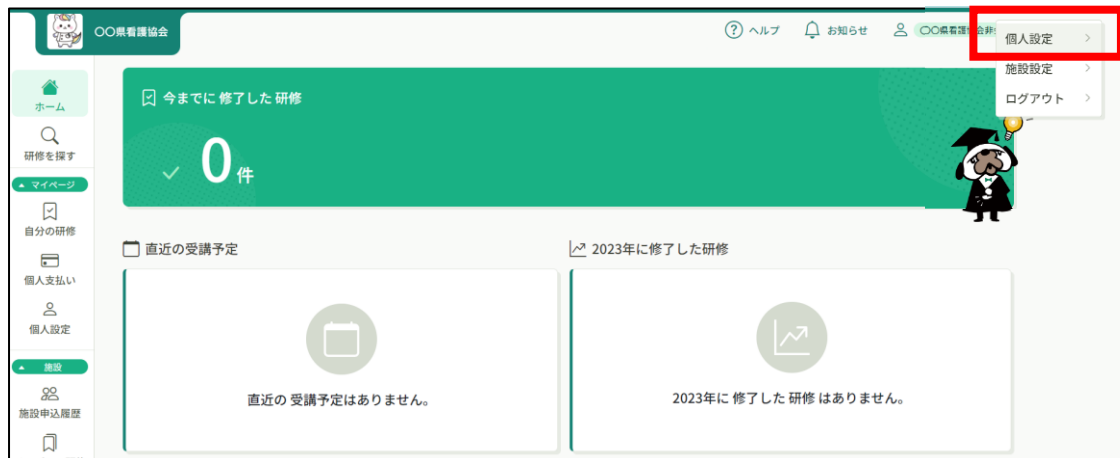 〇〇県看護協会
ヘルプ
お知らせ
〇〇県看護
個人設定
施設設定
ログアウト
ホーム
研修を探す
マイページ
自分の研修
個人支払い
個人設定
施設
施設申込履歴
今までに 修了した 研修
0件
直近の受講予定
直近の 受講予定はありません。
2023年に修了した研修
2023年に 修了した 研修 はありません。